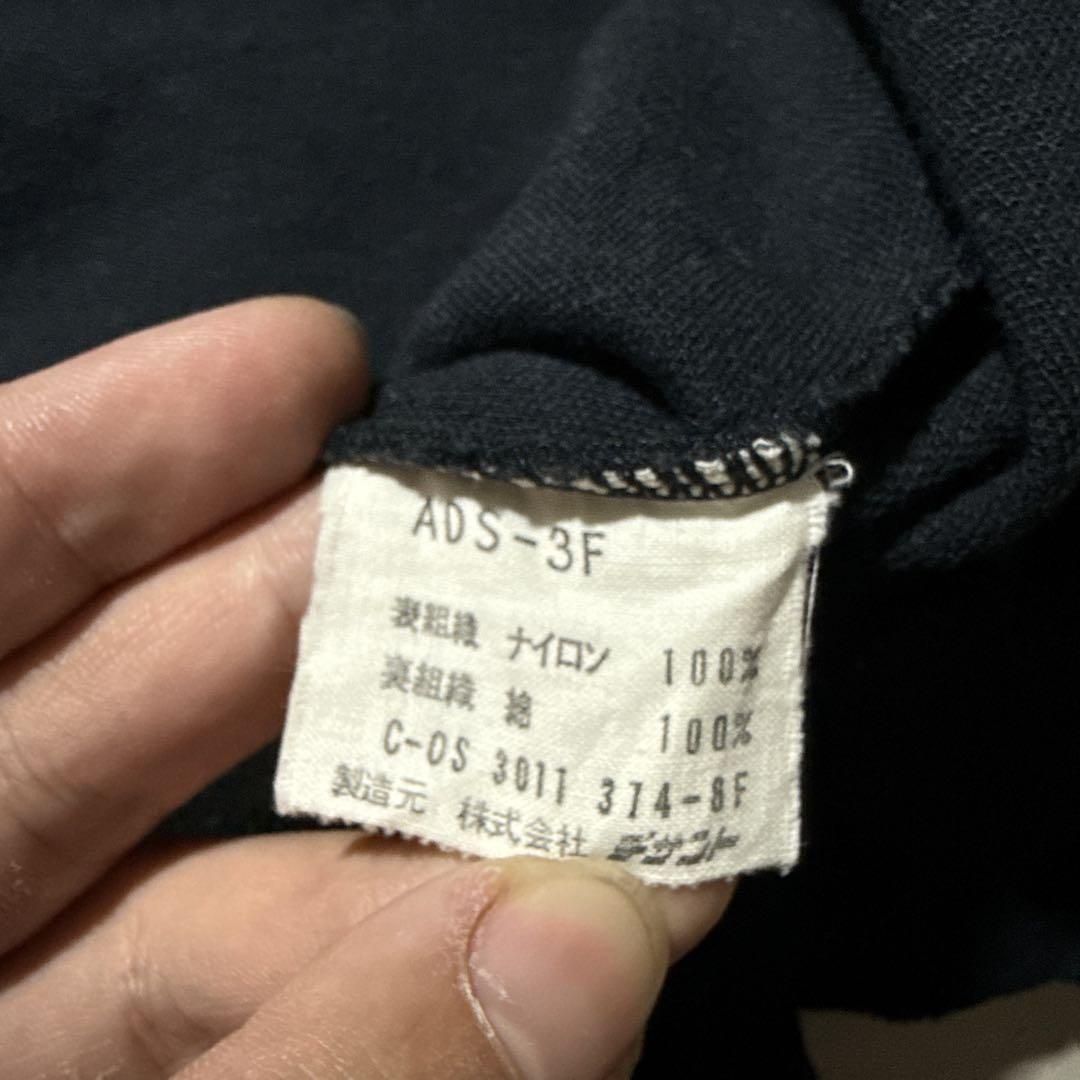 ADS-3F
表組織 ナイロン 100%
裏組織 綿 100%
C-OS 3011 374-8F
製造元 株式会社 デサント